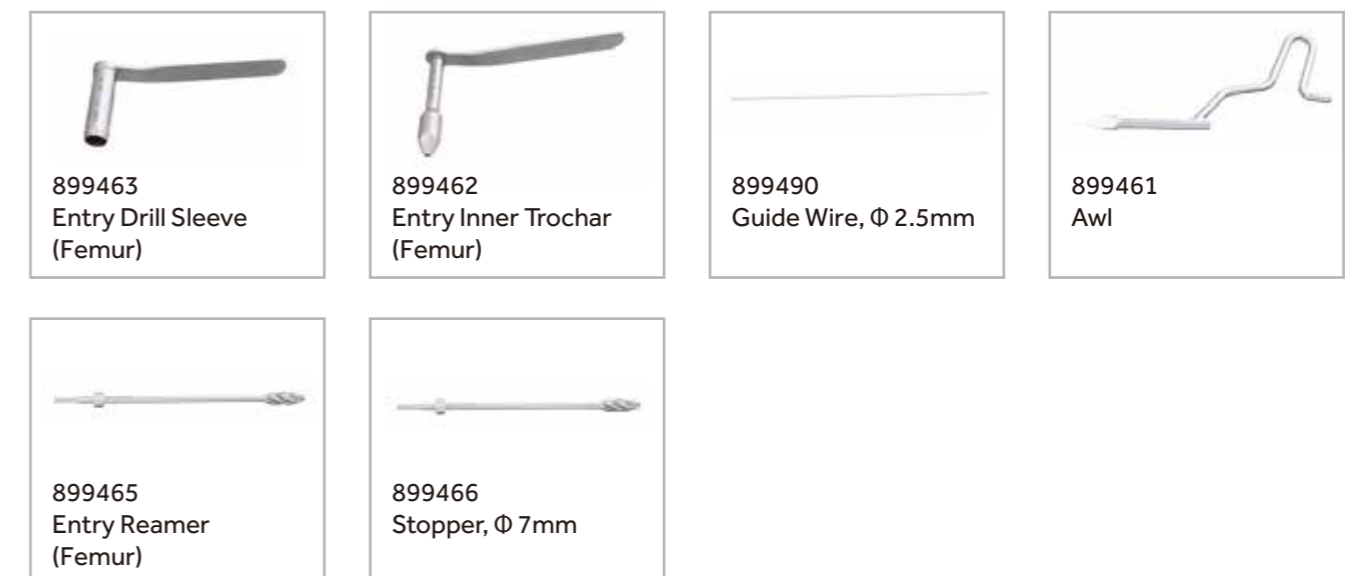 899463
Entry Drill Sleeve
(Femur)
899462
Entry Inner Trochar
(Femur)
899490
Guide Wire, Φ 2.5mm
899461
Awl
899465
Entry Reamer
(Femur)
899466
Stopper, Φ 7mm